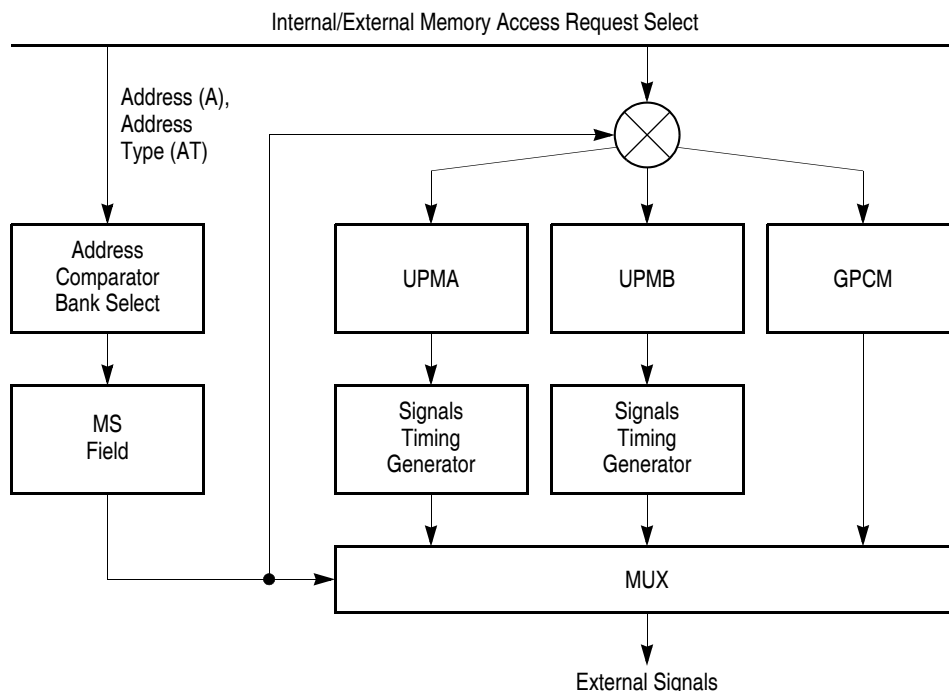 Internal/External Memory Access Request Select
Address (A),
Address
Type (AT)
Address
Comparator
Bank Select
UPMA
UPMB
GPCM
MS
Field
Signals
Timing
Generator
Signals
Timing
Generator
MUX
External Signals